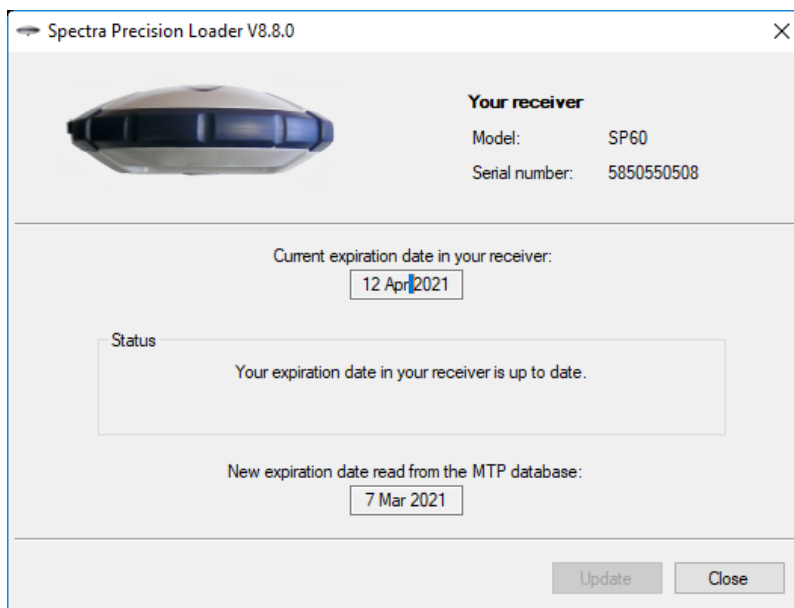 Spectra Precision Loader V8.8.0
Your receiver
Model: SP60
Serial number: 5850550508
Current expiration date in your receiver:
12 Apr 2021
Status
Your expiration date in your receiver is up to date.
New expiration date read from the MTP database:
7 Mar 2021
Update Close